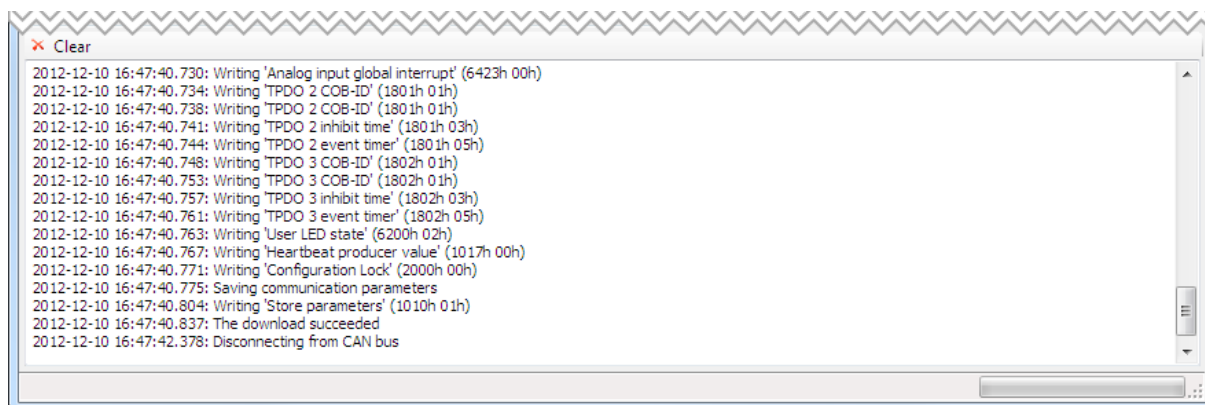 Clear
2012-12-10 16:47:40.730: Writing 'Analog input global interrupt' (6423h 00h)
2012-12-10 16:47:40.734: Writing 'TPDO 2 COB-ID' (1801h 01h)
2012-12-10 16:47:40.738: Writing 'TPDO 2 COB-ID' (1801h 01h)
2012-12-10 16:47:40.741: Writing 'TPDO 2 inhibit time' (1801h 03h)
2012-12-10 16:47:40.744: Writing 'TPDO 2 event timer' (1801h 05h)
2012-12-10 16:47:40.748: Writing 'TPDO 3 COB-ID' (1802h 01h)
2012-12-10 16:47:40.753: Writing 'TPDO 3 COB-ID' (1802h 01h)
2012-12-10 16:47:40.757: Writing 'TPDO 3 inhibit time' (1802h 03h)
2012-12-10 16:47:40.761: Writing 'TPDO 3 event timer' (1802h 05h)
2012-12-10 16:47:40.763: Writing 'User LED state' (6200h 02h)
2012-12-10 16:47:40.767: Writing 'Heartbeat producer value' (1017h 00h)
2012-12-10 16:47:40.771: Writing 'Configuration Lock' (2000h 00h)
2012-12-10 16:47:40.775: Saving communication parameters
2012-12-10 16:47:40.804: Writing 'Store parameters' (1010h 01h)
2012-12-10 16:47:40.837: The download succeeded
2012-12-10 16:47:42.378: Disconnecting from CAN bus